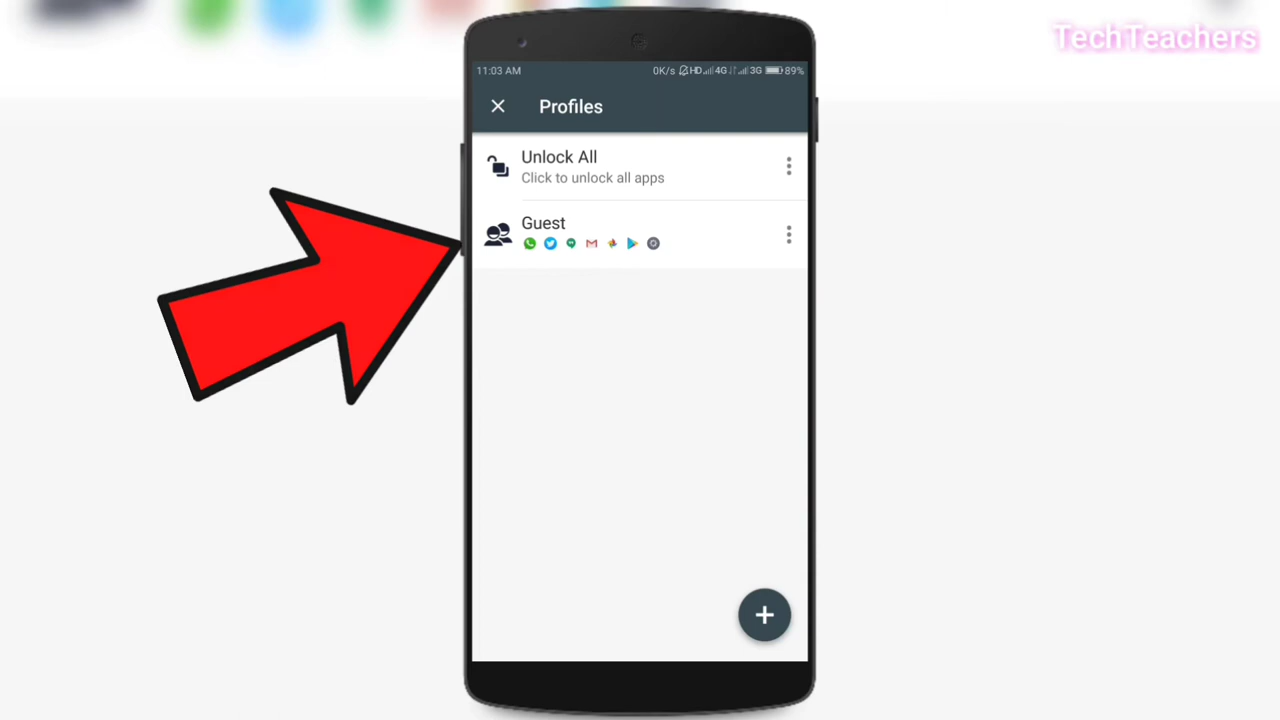 TechTeachers
11:03 AM 0K/s HD 4G 3G 89%
Profiles
Unlock All
Click to unlock all apps
Guest